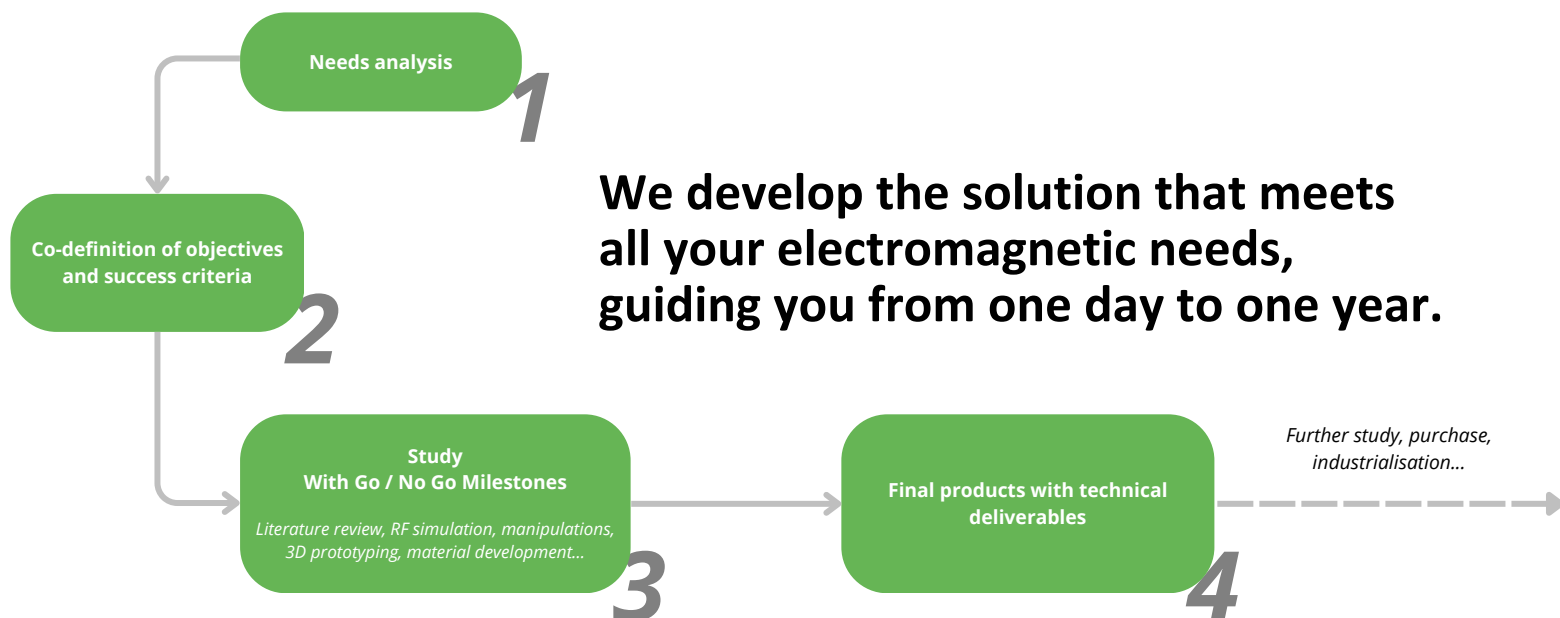 Needs analysis
1
We develop the solution that meets
all your electromagnetic needs,
guiding you from one day to one year.
Co-definition of objectives
and success criteria
2
Study
With Go / No Go Milestones
Literature review, RF simulation, manipulations,
3D prototyping, material development...
3
Final products with technical
deliverables
4
Further study, purchase,
industrialisation...